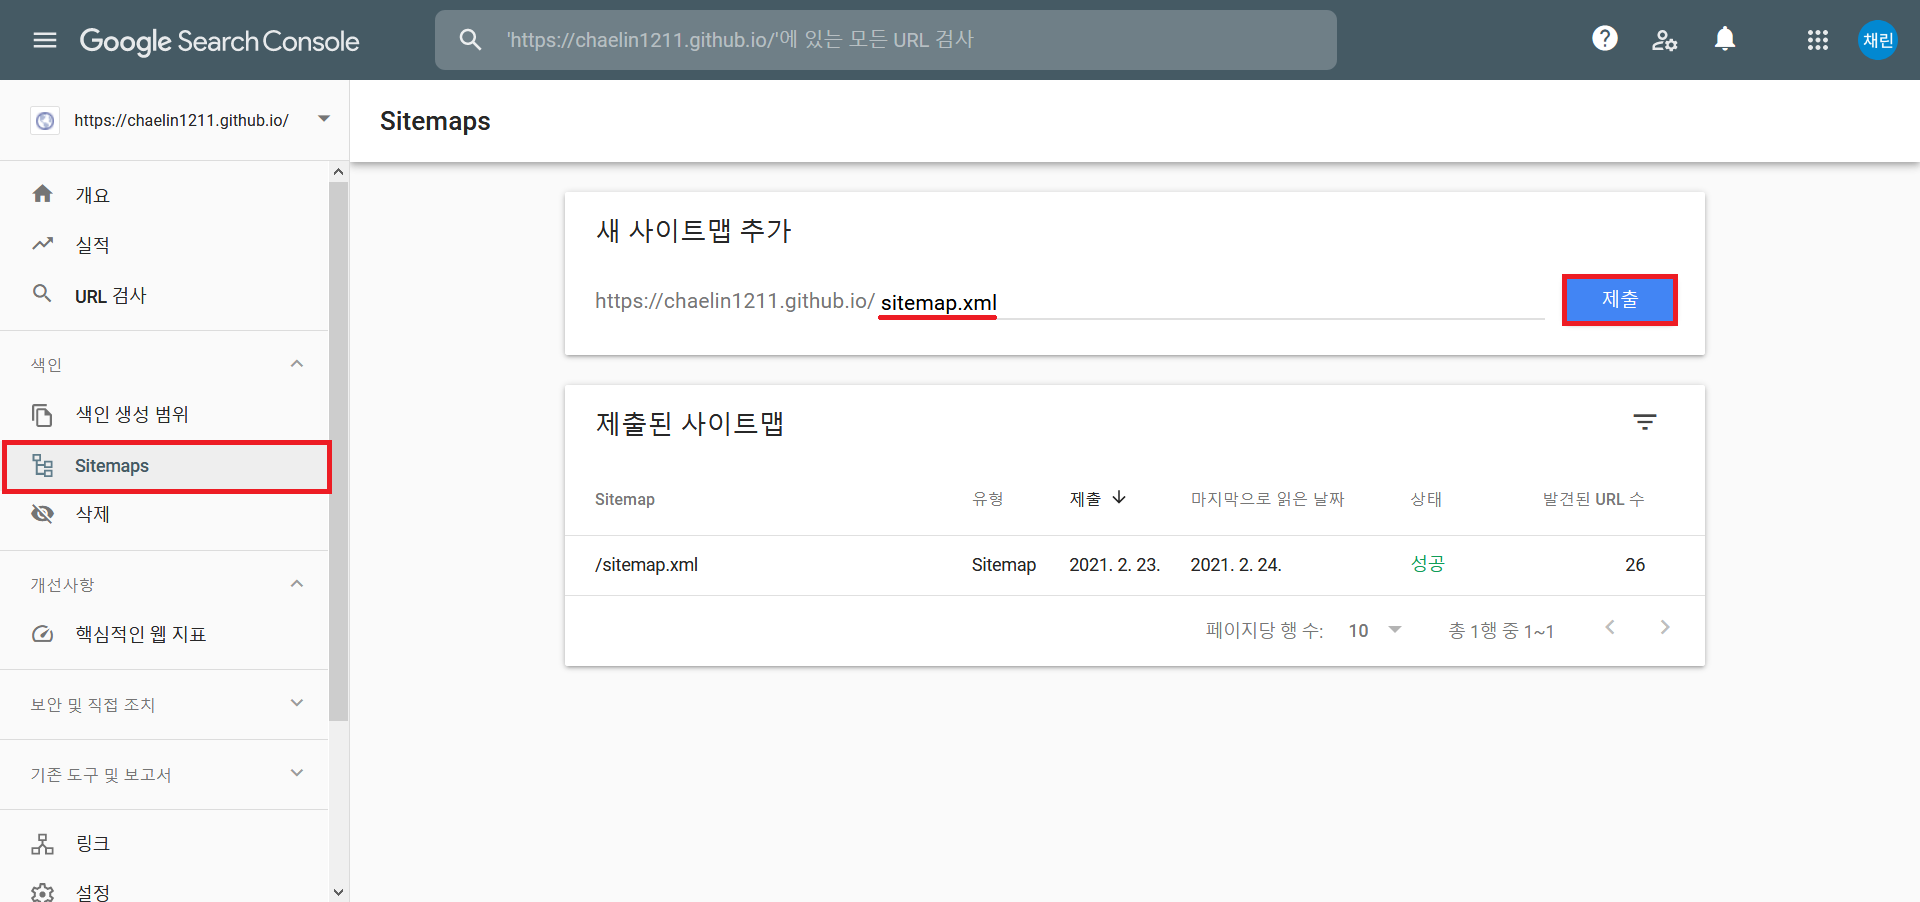 Google Search Console
'https://chaelin1211.github.io/'에 있는 모든 URL 검사
채린
https://chaelin1211.github.io/
개요
실적
URL 검사
색인
색인 생성 범위
Sitemaps
삭제
개선사항
핵심적인 웹 지표
보안 및 직접 조치
기존 도구 및 보고서
링크
설정
Sitemaps
새 사이트맵 추가
https://chaelin1211.github.io/ sitemap.xml 제출
제출된 사이트맵
Sitemap 유형 제출 마지막으로 읽은 날짜 상태 발견된 URL 수
/sitemap.xml Sitemap 2021. 2. 23. 2021. 2. 24. 성공 26
페이지당 행 수: 10 총 1행 중 1~1